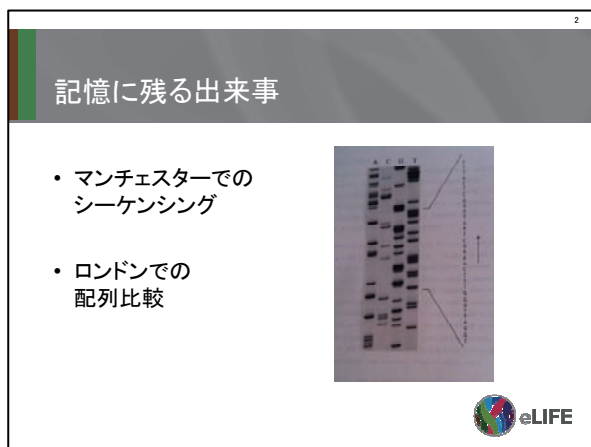 2
記憶に残る出来事
• マンチェスターでの
シーケンシング
• ロンドンでの
配列比較
A C G T
eLIFE